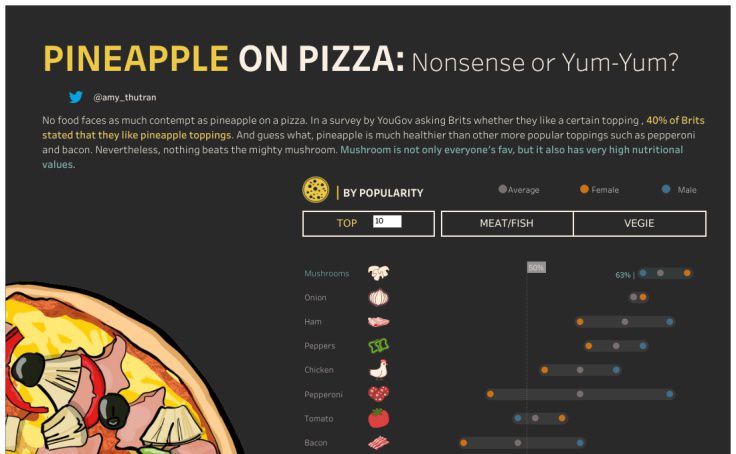 PINEAPPLE ON PIZZA: Nonsense or Yum-Yum?
@amy_thutran
No food faces as much contempt as pineapple on a pizza. In a survey by YouGov asking Brits whether they like a certain topping , 40% of Brits
stated that they like pineapple toppings. And guess what, pineapple is much healthier than other more popular toppings such as pepperoni
and bacon. Nevertheless, nothing beats the mighty mushroom. Mushroom is not only everyone's fav, but it also has very high nutritional
values.
| BY POPULARITY
Average Female Male
TOP 10 MEAT/FISH VEGIE
50%
Mushrooms 63% |
Onion
Ham
Peppers
Chicken
Pepperoni
Tomato
Bacon